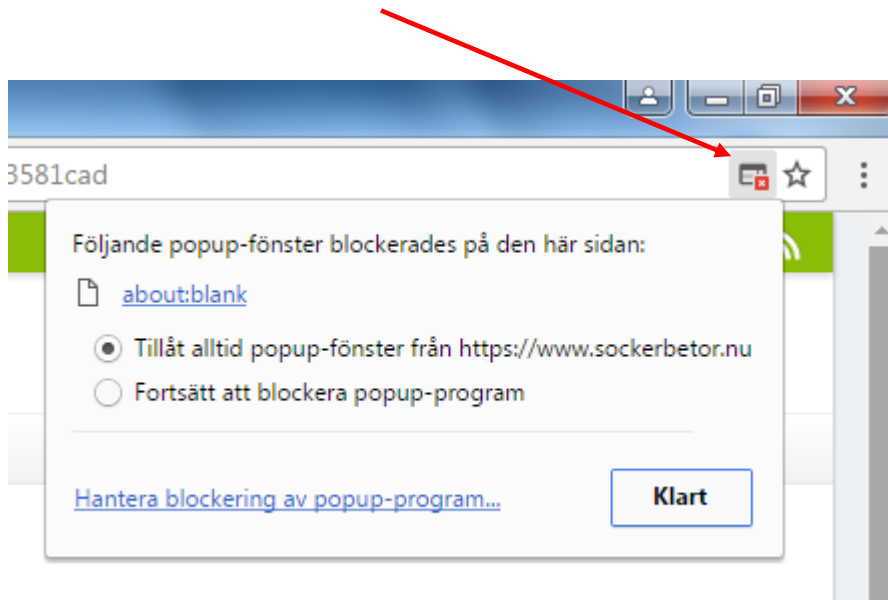 3581cad
Följande popup-fönster blockerades på den här sidan:
about:blank
Tillåt alltid popup-fönster från https://www.sockerbetor.nu
Fortsätt att blockera popup-program
Hantera blockering av popup-program...
Klart